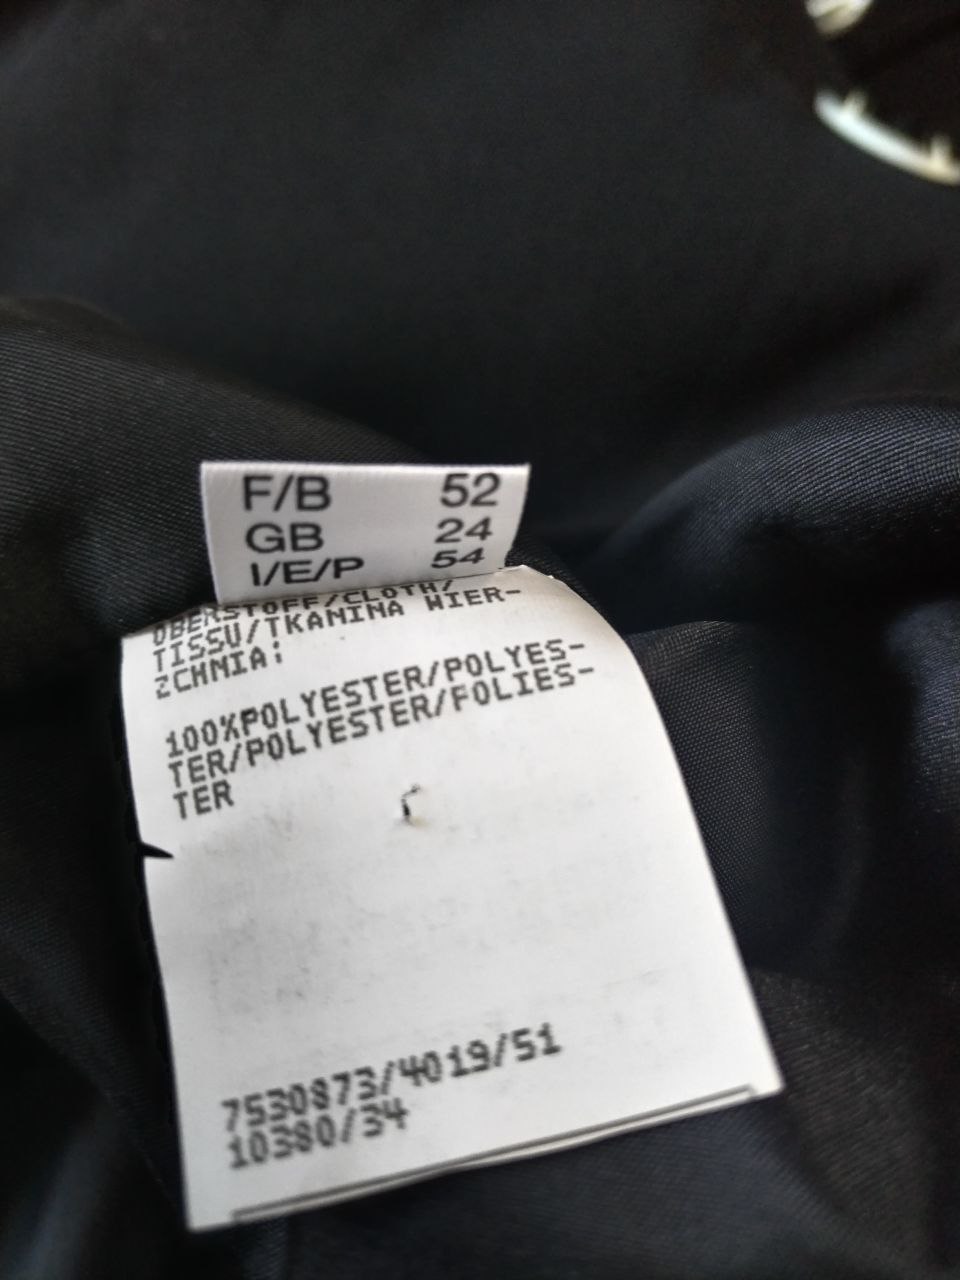 F/B 52
GB 24
I/E/P 54
OBERSTOFF/CLOTH/
TISSU/TKANINA WIER-
ZCHNIA:
100%POLYESTER/POLYES-
TER/POLYESTER/POLIES-
TER
7530873/4019/51
10380/34